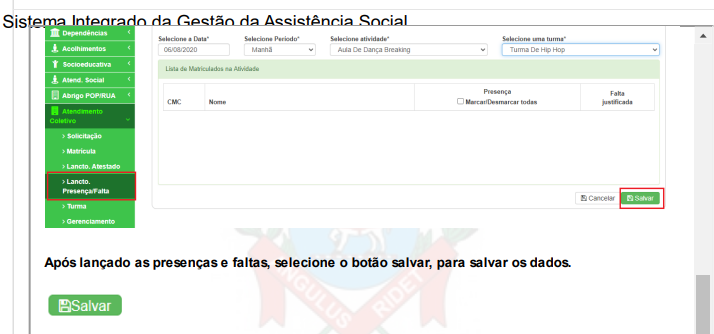 Sistema Integrado da Gestão da Assistência Social
Dependências
Acolhimentos
Socioeducativa
Atend. Social
Abrigo POP/RUA
Atendimento
Coletivo
> Solicitação
> Matricula
> Lancto. Atestado
> Lancto.
Presença/Falta
> Turma
> Gerenciamento
Selecione a Data* Selecione Período* Selecione atividade* Selecione uma turma*
06/08/2020 Manhã Aula De Dança Breaking Turma De Hip Hop
Lista de Matriculados na Atividade
Presença Falta
CMC Nome Marcar/Desmarcar todas justificada
Cancelar Salvar
Após lançado as presenças e faltas, selecione o botão salvar, para salvar os dados.
Salvar
ANGULUS RIDET